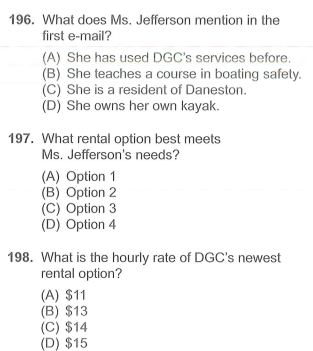 196. What does Ms. Jefferson mention in the
first e-mail?
(A) She has used DGC's services before.
(B) She teaches a course in boating safety.
(C) She is a resident of Daneston.
(D) She owns her own kayak.
197. What rental option best meets
Ms. Jefferson's needs?
(A) Option 1
(B) Option 2
(C) Option 3
(D) Option 4
198. What is the hourly rate of DGC's newest
rental option?
(A) $11
(B) $13
(C) $14
(D) $15